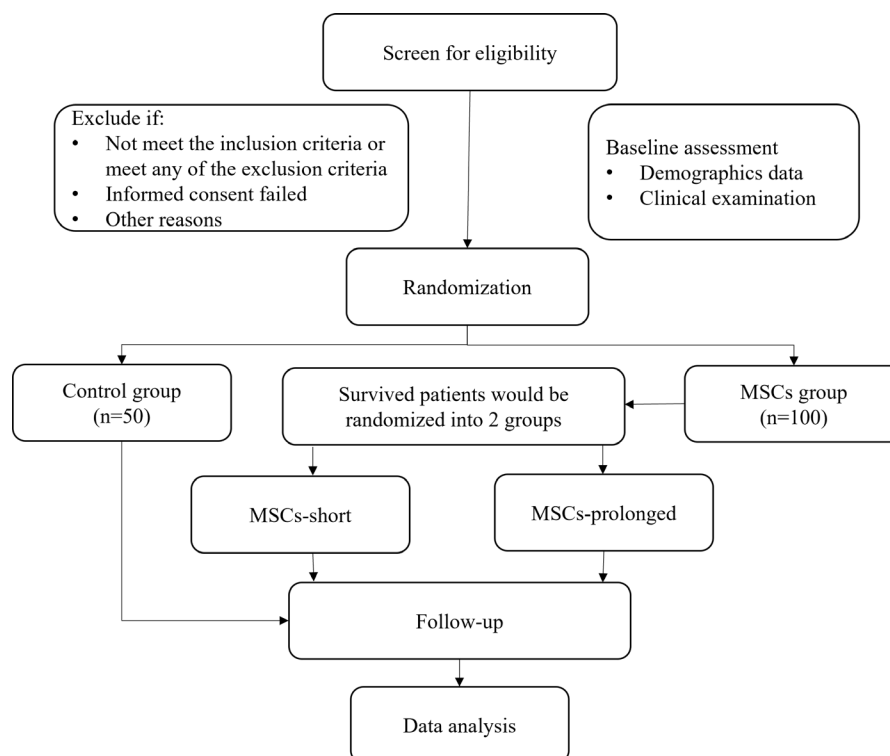 Screen for eligibility
Exclude if:
• Not meet the inclusion criteria or
meet any of the exclusion criteria
• Informed consent failed
• Other reasons
Baseline assessment
• Demographics data
• Clinical examination
Randomization
Control group
(n=50)
Survived patients would be
randomized into 2 groups
MSCs group
(n=100)
MSCs-short
MSCs-prolonged
Follow-up
Data analysis